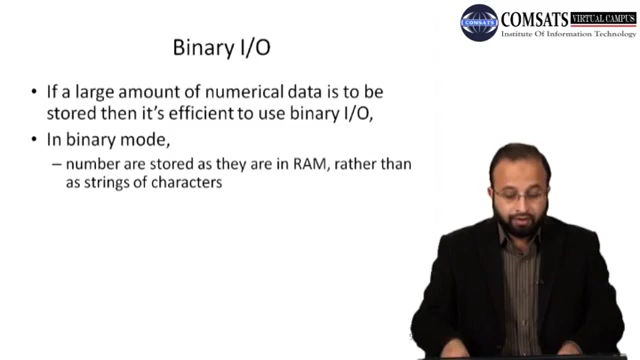 COMSATS VIRTUAL CAMPUS
Institute Of Information Technology
COMSATS
Binary I/O
• If a large amount of numerical data is to be
stored then it's efficient to use binary I/O,
• In binary mode,
– number are stored as they are in RAM, rather than
as strings of characters